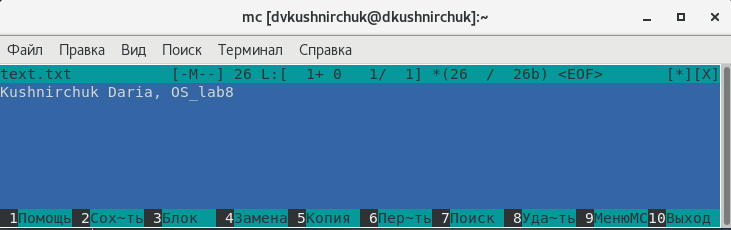 mc [dvkushnirchuk@dkushnirchuk]:~
Файл Правка Вид Поиск Терминал Справка
text.txt [-M--] 26 L:[ 1+ 0 1/ 1] *(26 / 26b) <EOF> [*][X]
Kushnirchuk Daria, OS_lab8
1Помощь 2Сох~ть 3Блок 4Замена 5Копия 6Пер~ть 7Поиск 8Уда~ть 9МенюMC 10Выход